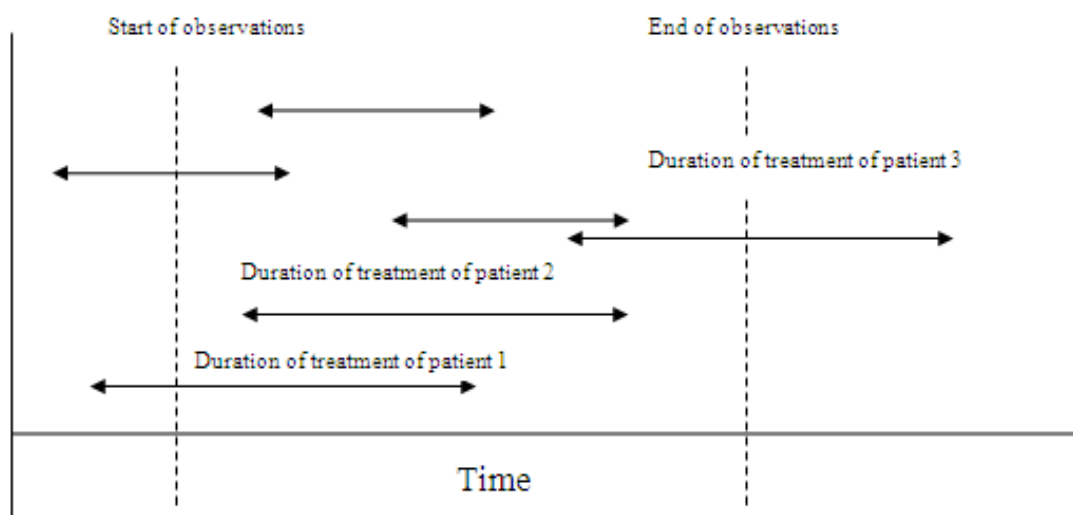 Start of observations
End of observations
Duration of treatment of patient 3
Duration of treatment of patient 2
Duration of treatment of patient 1
Time